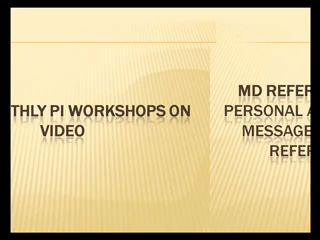 THLY PI WORKSHOPS ON
VIDEO
MD REFER
PERSONAL A
MESSAGE
REFER